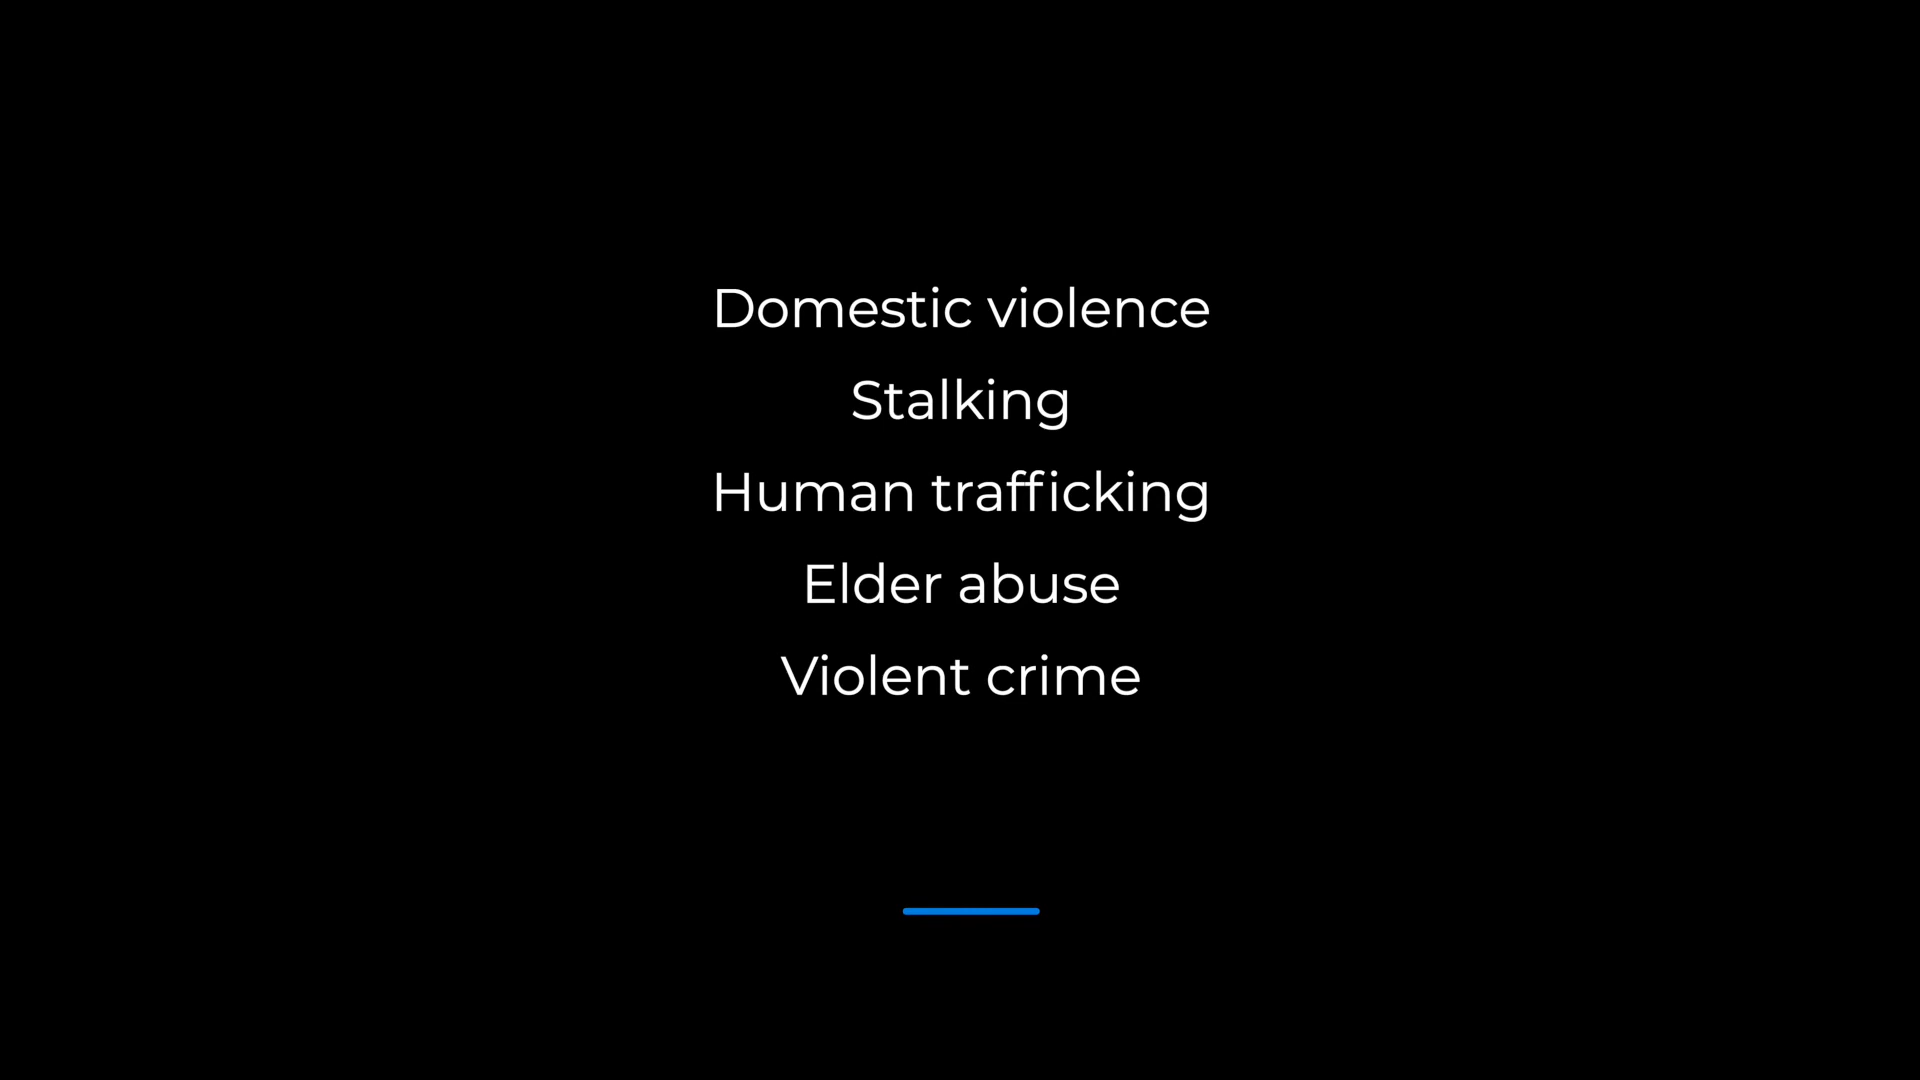 Domestic violence
Stalking
Human trafficking
Elder abuse
Violent crime